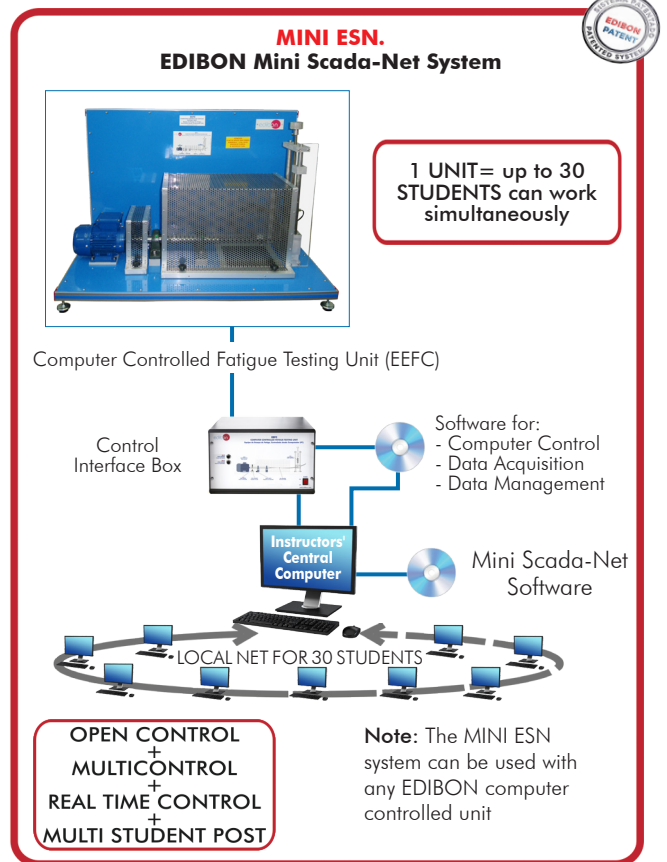 MINI ESN.
EDIBON Mini Scada-Net System
EDIBON
PATENT
PATENTED SYSTEM
1 UNIT= up to 30
STUDENTS can work
simultaneously
Computer Controlled Fatigue Testing Unit (EEFC)
Control
Interface Box
Software for:
- Computer Control
- Data Acquisition
- Data Management
Instructors'
Central
Computer
Mini Scada-Net
Software
LOCAL NET FOR 30 STUDENTS
OPEN CONTROL
+
MULTICONTROL
+
REAL TIME CONTROL
+
MULTI STUDENT POST
Note: The MINI ESN
system can be used with
any EDIBON computer
controlled unit